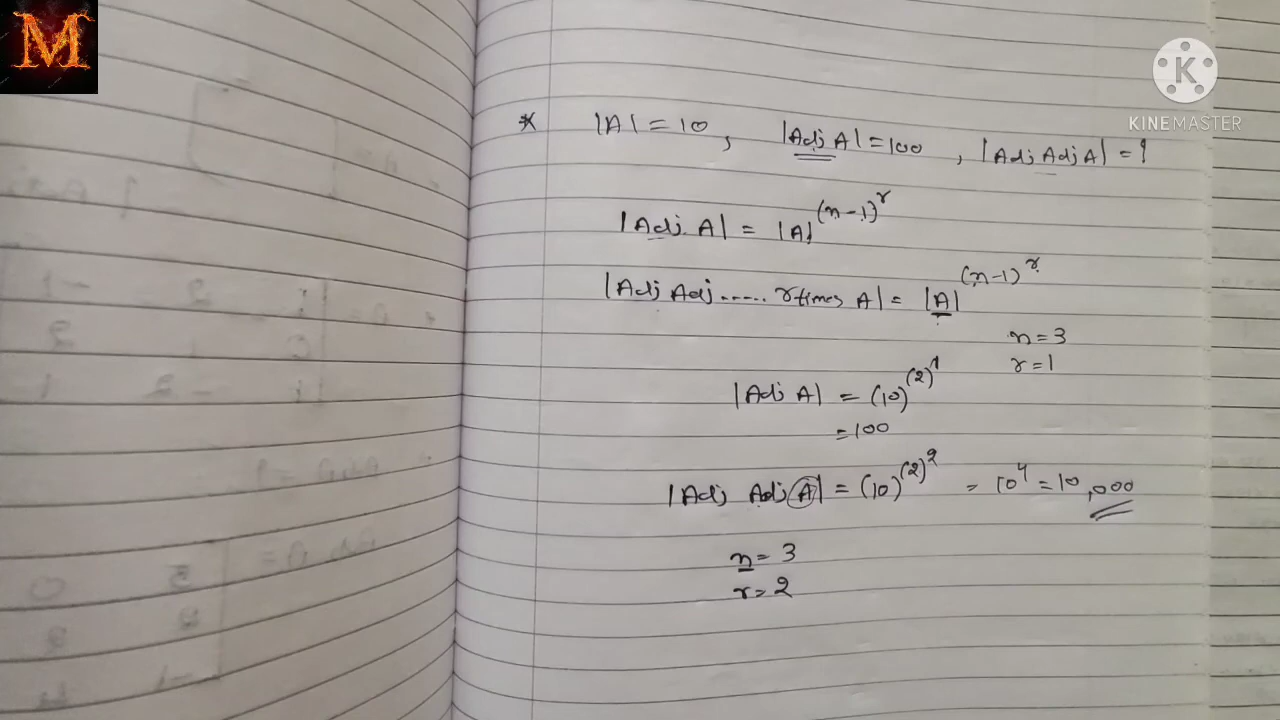 M
K
KINEMASTER
* |A| = 10, |Adj A| = 100, |Adj Adj A| = ?
|Adj A| = |A|^(n-1)^r
|Adj Adj ..... r times A| = |A|^(n-1)^r
n = 3
r = 1
|Adj A| = (10)^(2)^1
= 100
|Adj Adj A| = (10)^(2)^2 = 10^4 = 10,000
n = 3
r = 2